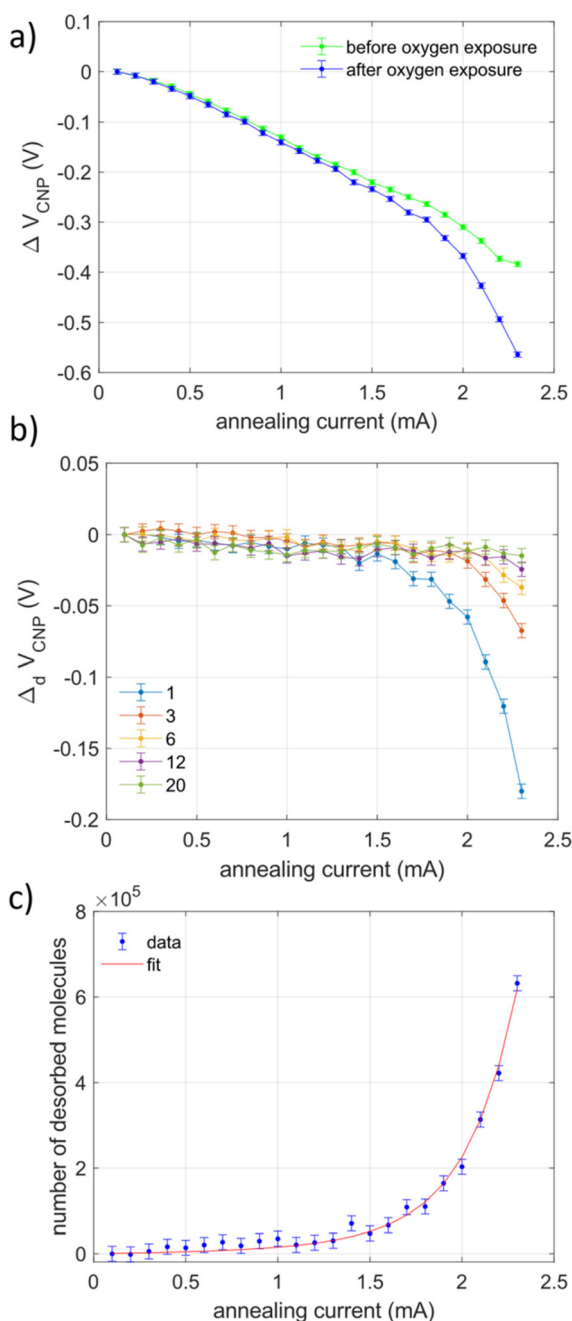 a)
0.1
0
-0.1
-0.2
-0.3
-0.4
-0.5
-0.6
Δ V_CNP (V)
before oxygen exposure
after oxygen exposure
0 0.5 1 1.5 2 2.5
annealing current (mA)
b)
0.05
0
-0.05
-0.1
-0.15
-0.2
Δ_d V_CNP (V)
1
3
6
12
20
0 0.5 1 1.5 2 2.5
annealing current (mA)
c)
×10^5
8
6
4
2
0
number of desorbed molecules
data
fit
0 0.5 1 1.5 2 2.5
annealing current (mA)